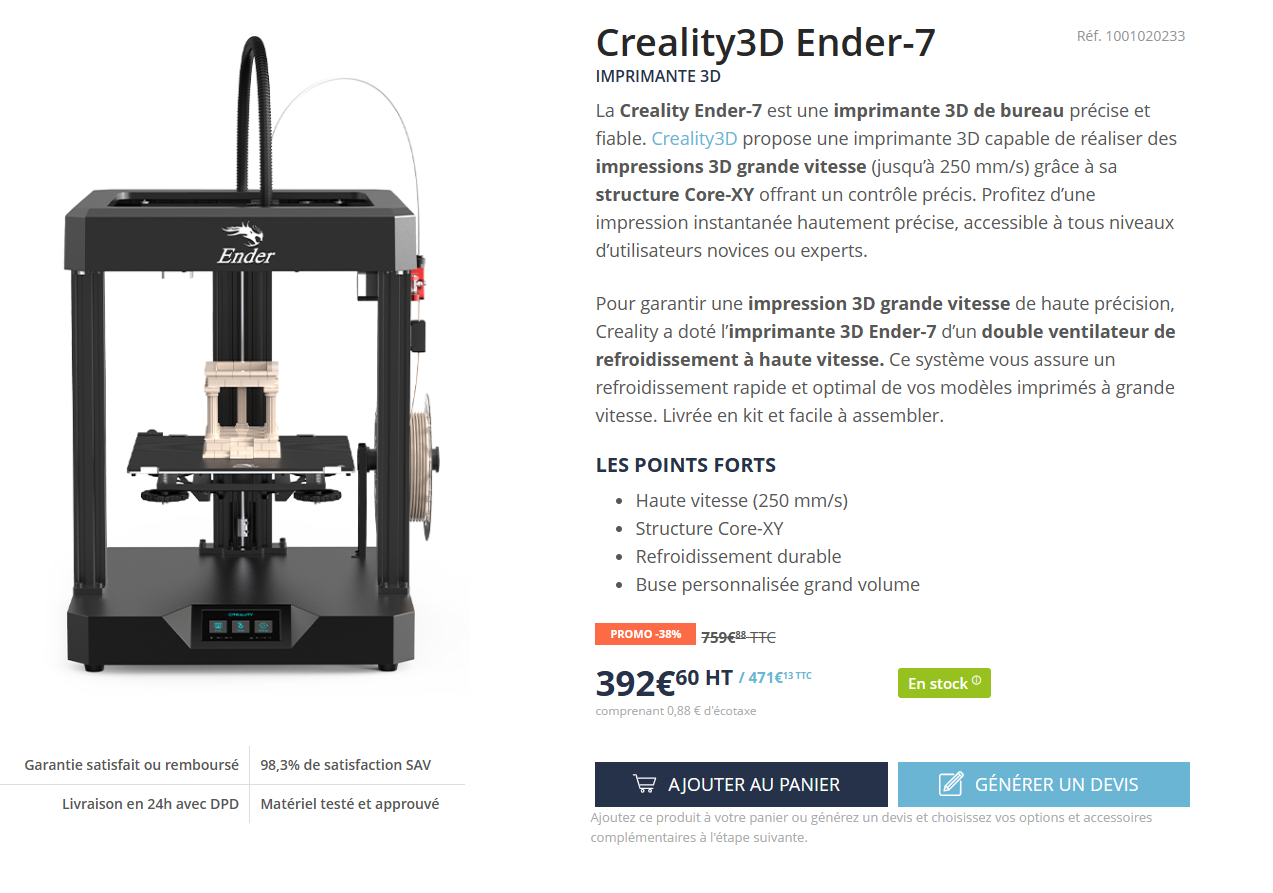 Creality3D Ender-7
Réf. 1001020233
IMPRIMANTE 3D
La Creality Ender-7 est une imprimante 3D de bureau précise et
fiable. Creality3D propose une imprimante 3D capable de réaliser des
impressions 3D grande vitesse (jusqu’à 250 mm/s) grâce à sa
structure Core-XY offrant un contrôle précis. Profitez d’une
impression instantanée hautement précise, accessible à tous niveaux
d’utilisateurs novices ou experts.
Pour garantir une impression 3D grande vitesse de haute précision,
Creality a doté l’imprimante 3D Ender-7 d’un double ventilateur de
refroidissement à haute vitesse. Ce système vous assure un
refroidissement rapide et optimal de vos modèles imprimés à grande
vitesse. Livrée en kit et facile à assembler.
LES POINTS FORTS
• Haute vitesse (250 mm/s)
• Structure Core-XY
• Refroidissement durable
• Buse personnalisée grand volume
PROMO -38% 759€88 TTC
392€60 HT / 471€13 TTC
En stock
comprenant 0,88 € d'écotaxe
AJOUTER AU PANIER
GÉNÉRER UN DEVIS
Ajoutez ce produit à votre panier ou générez un devis et choisissez vos options et accessoires
complémentaires à l'étape suivante.
Ender
CREALITY
Garantie satisfait ou remboursé
98,3% de satisfaction SAV
Livraison en 24h avec DPD
Matériel testé et approuvé